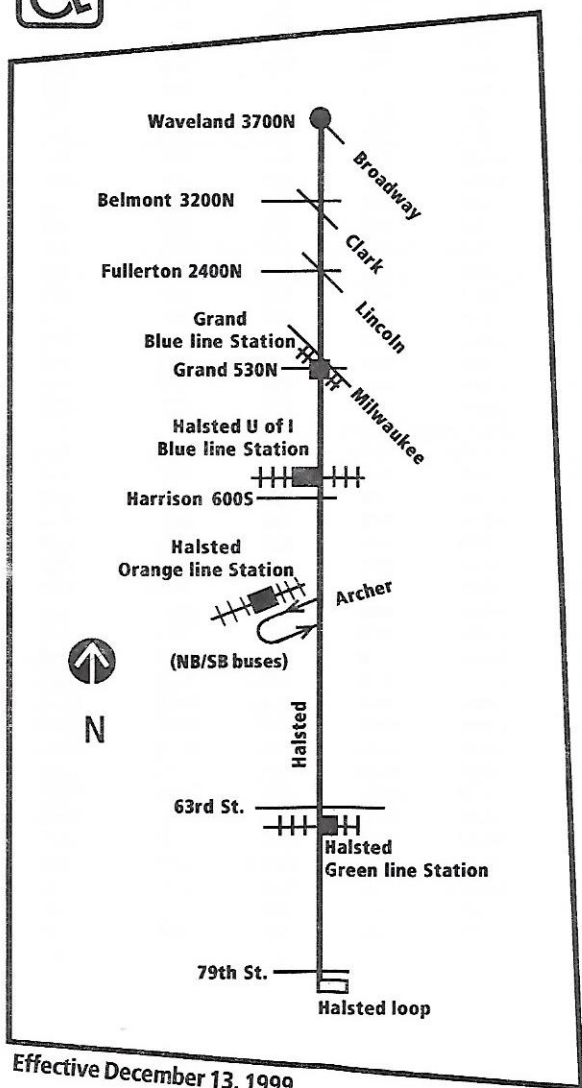 Waveland 3700N
Broadway
Belmont 3200N
Clark
Fullerton 2400N
Lincoln
Grand
Blue line Station
Grand 530N
Milwaukee
Halsted U of I
Blue line Station
Harrison 600S
Halsted
Orange line Station
Archer
(NB/SB buses)
N
Halsted
63rd St.
Halsted
Green line Station
79th St.
Halsted loop
Effective December 13, 1999